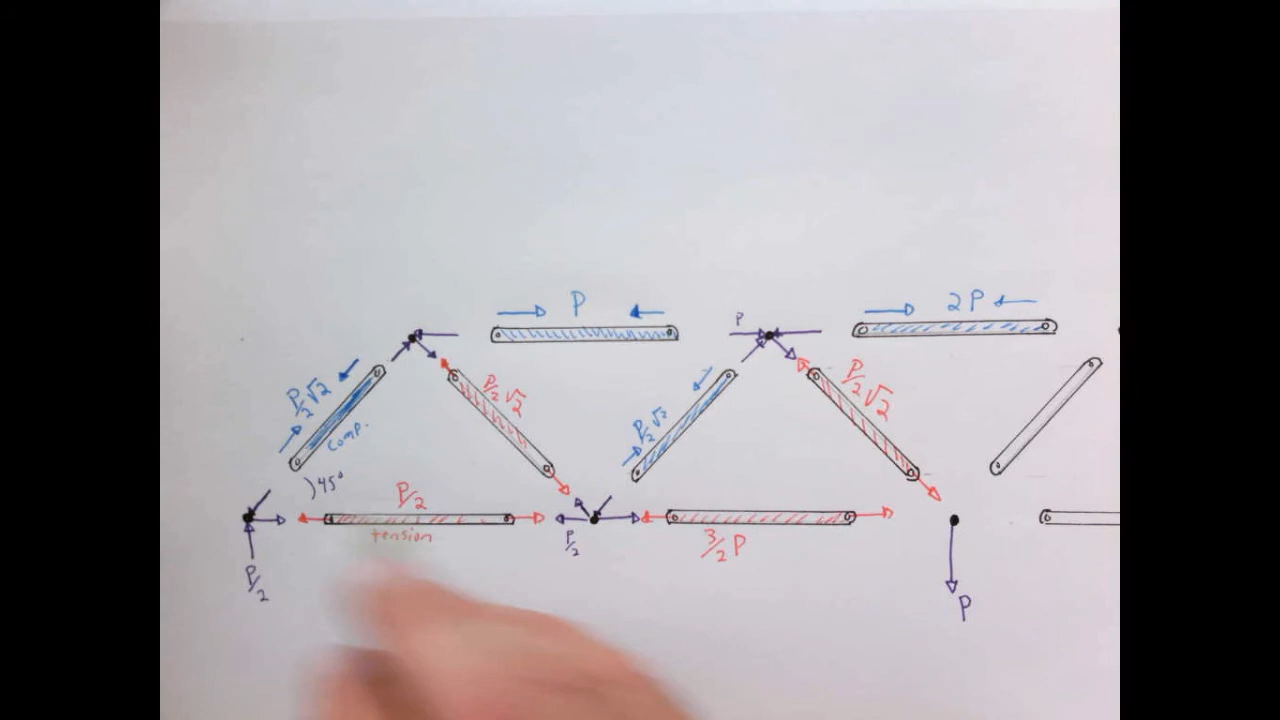 P
2P
P
P/2 √2
P/2 √2
P/2 √2
P/2 √2
comp.
)45°
P/2
tension
P/2
3/2 P
P/2
P